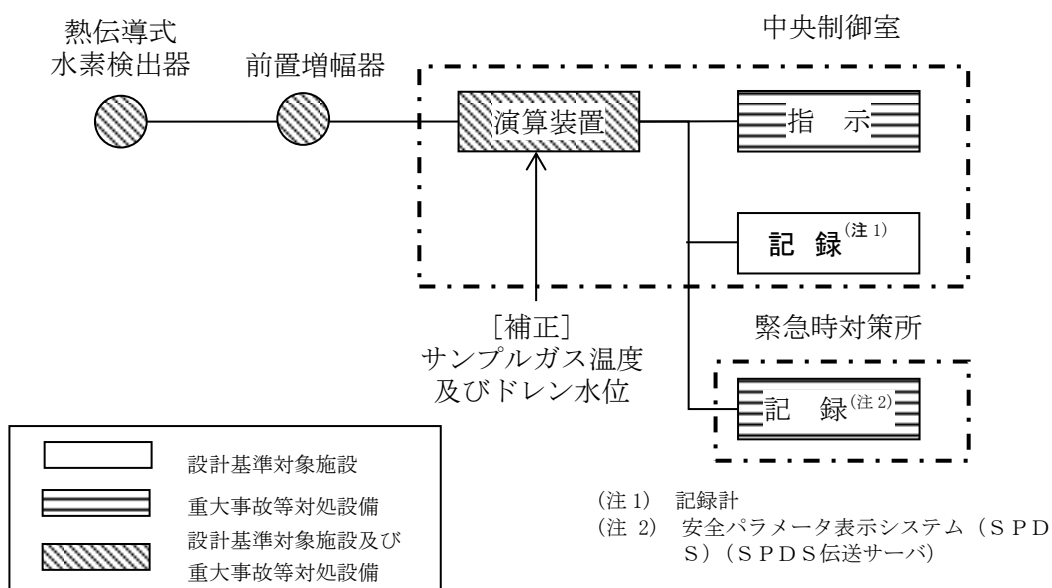 中央制御室
熱伝導式
水素検出器
前置増幅器
演算装置
指 示
記 録(注1)
[補正]
サンプルガス温度
及びドレン水位
緊急時対策所
記 録(注2)
設計基準対象施設
重大事故等対処設備
設計基準対象施設及び
重大事故等対処設備
(注1) 記録計
(注 2) 安全パラメータ表示システム(SPD
S)(SPDS伝送サーバ)